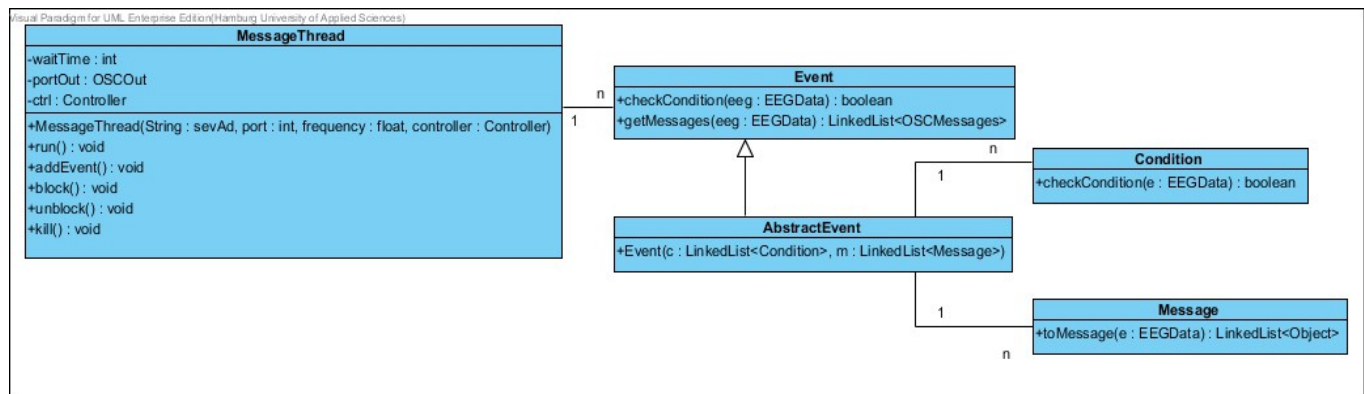 Visual Paradigm for UML Enterprise Edition(Hamburg University of Applied Sciences)
MessageThread
-waitTime : int
-portOut : OSCOut
-ctrl : Controller
+MessageThread(String : sevAd, port : int, frequency : float, controller : Controller)
+run() : void
+addEvent() : void
+block() : void
+unblock() : void
+kill() : void
1
n
Event
+checkCondition(eeg : EEGData) : boolean
+getMessages(eeg : EEGData) : LinkedList<OSCMessages>
n
1
Condition
+checkCondition(e : EEGData) : boolean
AbstractEvent
+Event(c : LinkedList<Condition>, m : LinkedList<Message>)
1
n
Message
+toMessage(e : EEGData) : LinkedList<Object>